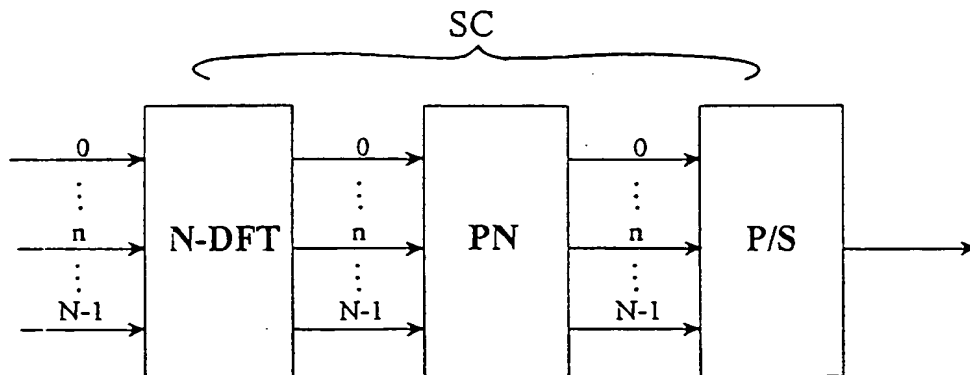 SC
0 0 0
⋮ ⋮ ⋮
n N-DFT n PN n P/S
⋮ ⋮ ⋮
N-1 N-1 N-1